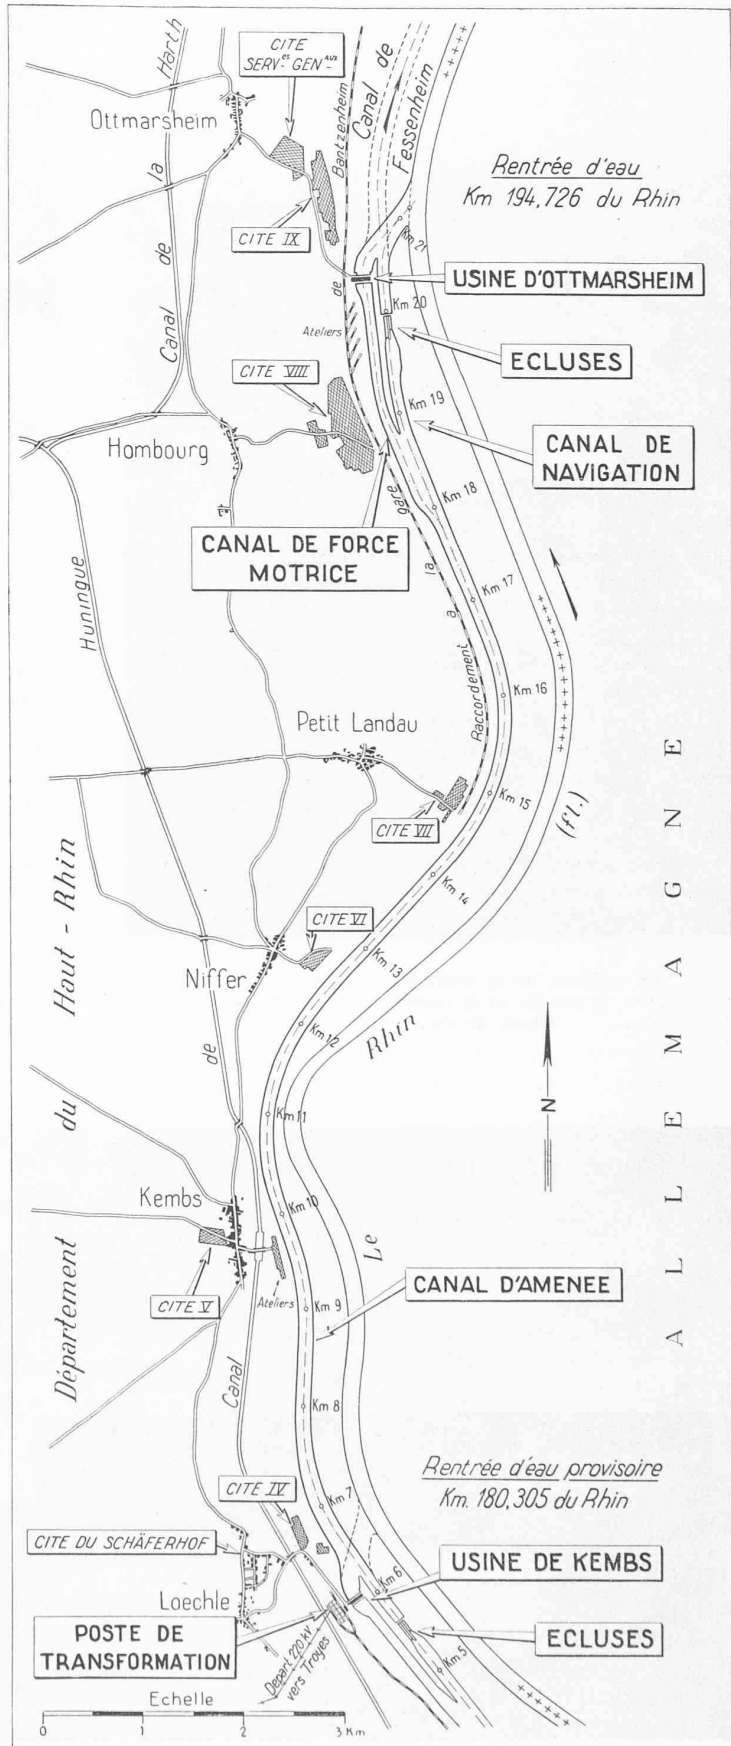 CITE
SERV.es GEN.aux
Harth
la
de
Canal
Ottmarsheim
CITE IX
Bantzenheim
de
Canal de
Fessenheim
Rentrée d'eau
Km 194,726 du Rhin
Km 21
USINE D'OTTMARSHEIM
Km 20
Ateliers
ECLUSES
CITE VIII
Km 19
Hombourg
CANAL DE
NAVIGATION
gare
Km 18
CANAL DE FORCE
MOTRICE
la
Km 17
a
Huningue
Raccordement
Km 16
Petit Landau
Km 15
CITE VII
(fl.)
Km 14
CITE VI
Km 13
Niffer
Km 12
Rhin
de
Km 11
N
Kembs
Km 10
Le
CITE V
Ateliers
CANAL D'AMENEE
Km 9
Canal
Km 8
Département du Haut-Rhin
ALLEMAGNE
Rentrée d'eau provisoire
Km. 180,305 du Rhin
Km 7
CITE IV
CITE DU SCHÄFERHOF
USINE DE KEMBS
Km 6
Loechle
POSTE DE
TRANSFORMATION
Départ 220 kv
vers Troyes
ECLUSES
Km 5
Echelle
0 1 2 3 Km